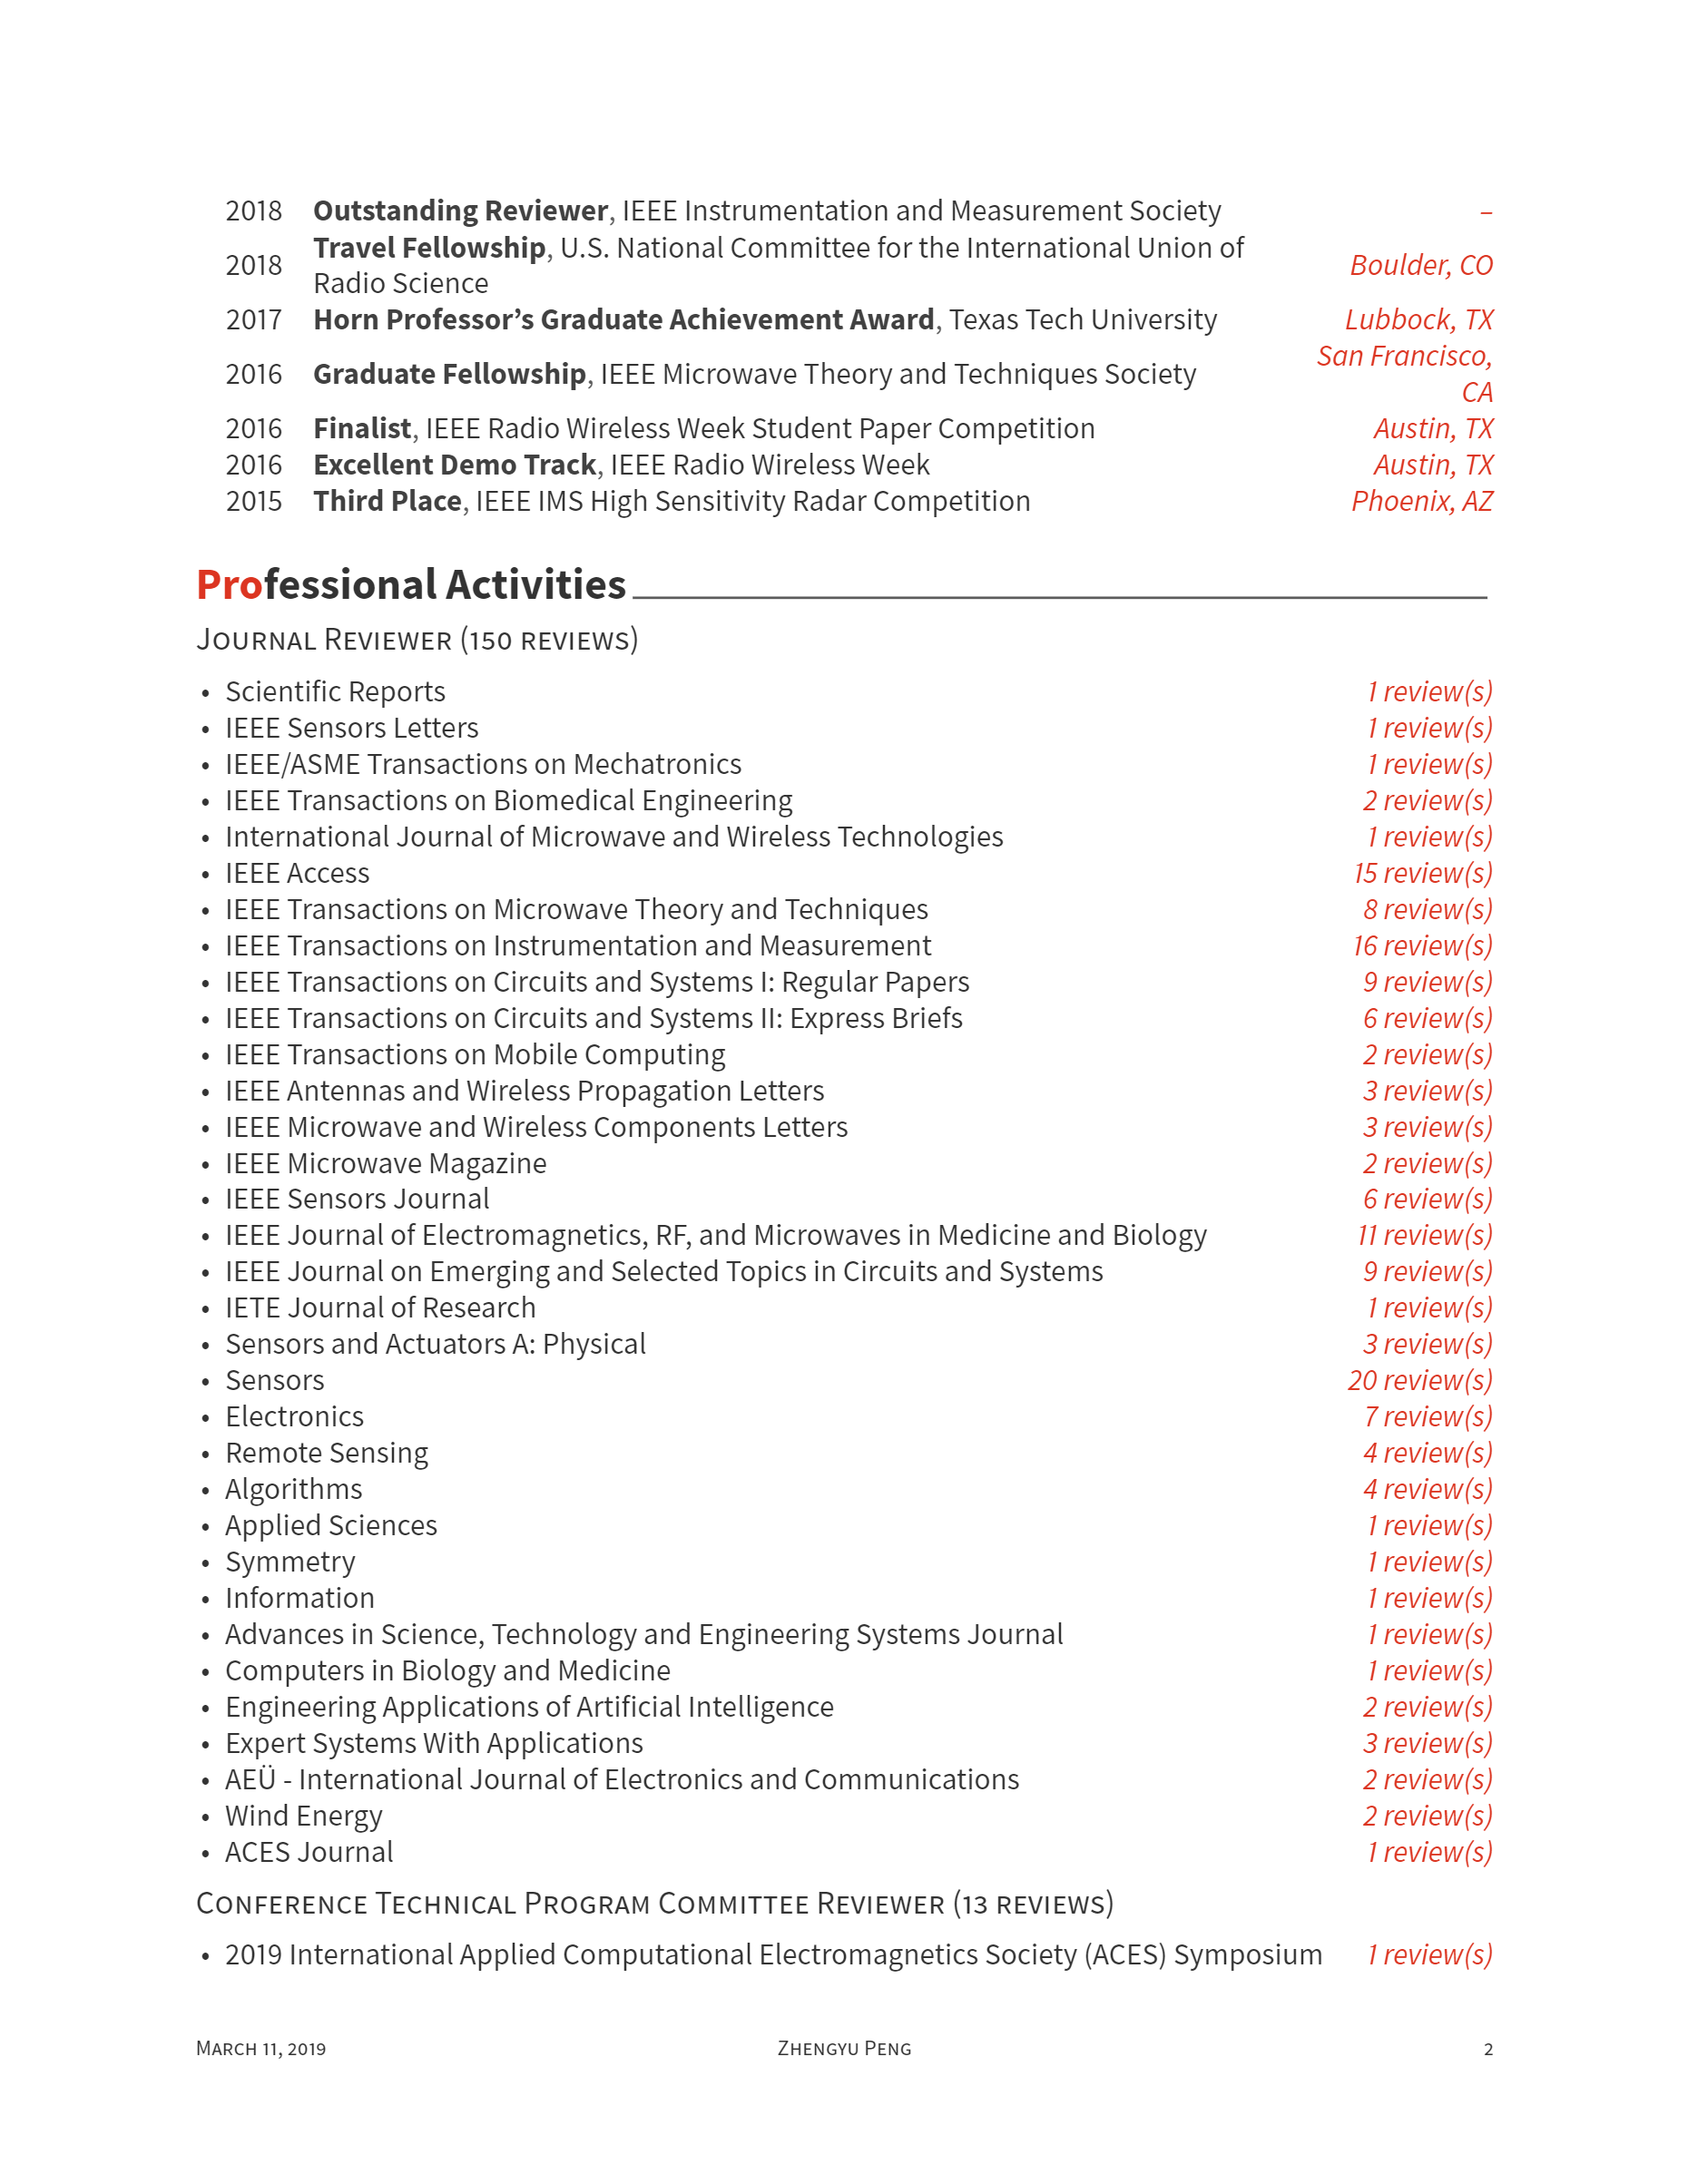 2018 Outstanding Reviewer, IEEE Instrumentation and Measurement Society –
2018 Travel Fellowship, U.S. National Committee for the International Union of Radio Science Boulder, CO
2017 Horn Professor’s Graduate Achievement Award, Texas Tech University Lubbock, TX
2016 Graduate Fellowship, IEEE Microwave Theory and Techniques Society San Francisco, CA
2016 Finalist, IEEE Radio Wireless Week Student Paper Competition Austin, TX
2016 Excellent Demo Track, IEEE Radio Wireless Week Austin, TX
2015 Third Place, IEEE IMS High Sensitivity Radar Competition Phoenix, AZ
Professional Activities
Journal Reviewer (150 reviews)
• Scientific Reports 1 review(s)
• IEEE Sensors Letters 1 review(s)
• IEEE/ASME Transactions on Mechatronics 1 review(s)
• IEEE Transactions on Biomedical Engineering 2 review(s)
• International Journal of Microwave and Wireless Technologies 1 review(s)
• IEEE Access 15 review(s)
• IEEE Transactions on Microwave Theory and Techniques 8 review(s)
• IEEE Transactions on Instrumentation and Measurement 16 review(s)
• IEEE Transactions on Circuits and Systems I: Regular Papers 9 review(s)
• IEEE Transactions on Circuits and Systems II: Express Briefs 6 review(s)
• IEEE Transactions on Mobile Computing 2 review(s)
• IEEE Antennas and Wireless Propagation Letters 3 review(s)
• IEEE Microwave and Wireless Components Letters 3 review(s)
• IEEE Microwave Magazine 2 review(s)
• IEEE Sensors Journal 6 review(s)
• IEEE Journal of Electromagnetics, RF, and Microwaves in Medicine and Biology 11 review(s)
• IEEE Journal on Emerging and Selected Topics in Circuits and Systems 9 review(s)
• IETE Journal of Research 1 review(s)
• Sensors and Actuators A: Physical 3 review(s)
• Sensors 20 review(s)
• Electronics 7 review(s)
• Remote Sensing 4 review(s)
• Algorithms 4 review(s)
• Applied Sciences 1 review(s)
• Symmetry 1 review(s)
• Information 1 review(s)
• Advances in Science, Technology and Engineering Systems Journal 1 review(s)
• Computers in Biology and Medicine 1 review(s)
• Engineering Applications of Artificial Intelligence 2 review(s)
• Expert Systems With Applications 3 review(s)
• AEÜ - International Journal of Electronics and Communications 2 review(s)
• Wind Energy 2 review(s)
• ACES Journal 1 review(s)
Conference Technical Program Committee Reviewer (13 reviews)
• 2019 International Applied Computational Electromagnetics Society (ACES) Symposium 1 review(s)
March 11, 2019 Zhengyu Peng 2